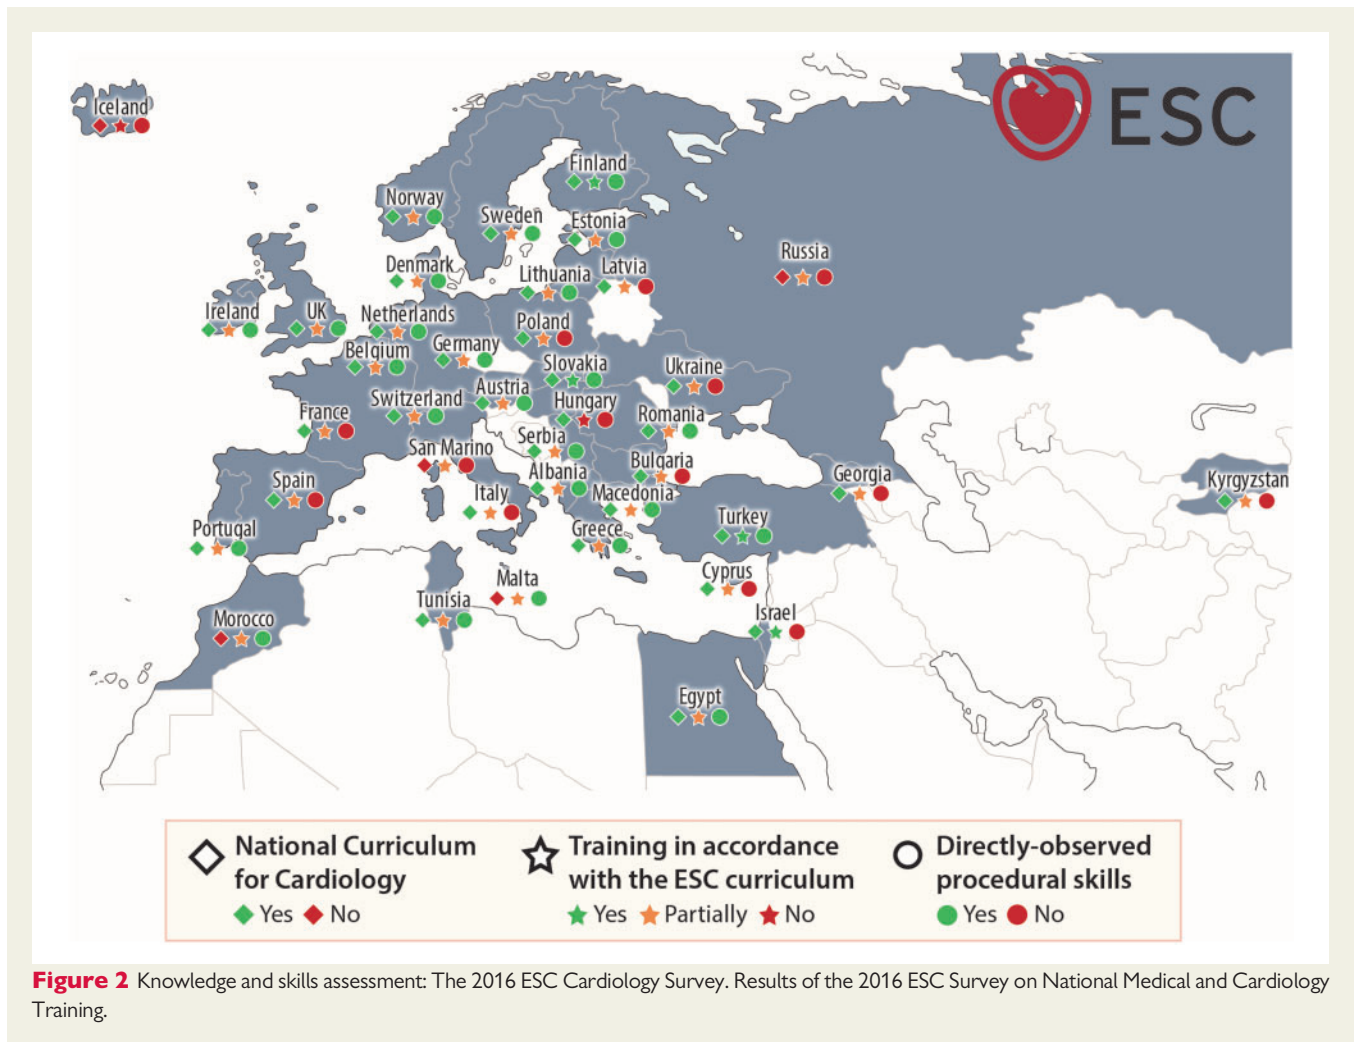 ESC
Iceland
Finland
Norway
Sweden
Estonia
Russia
Denmark
Lithuania
Latvia
Ireland
UK
Netherlands
Poland
Belgium
Germany
Slovakia
Ukraine
Switzerland
Austria
Hungary
France
Romania
San Marino
Serbia
Bulgaria
Spain
Albania
Georgia
Kyrgyzstan
Italy
Macedonia
Portugal
Greece
Turkey
Malta
Cyprus
Tunisia
Morocco
Israel
Egypt
National Curriculum
for Cardiology
Yes No
Training in accordance
with the ESC curriculum
Yes Partially No
Directly-observed
procedural skills
Yes No
Figure 2 Knowledge and skills assessment: The 2016 ESC Cardiology Survey. Results of the 2016 ESC Survey on National Medical and Cardiology
Training.